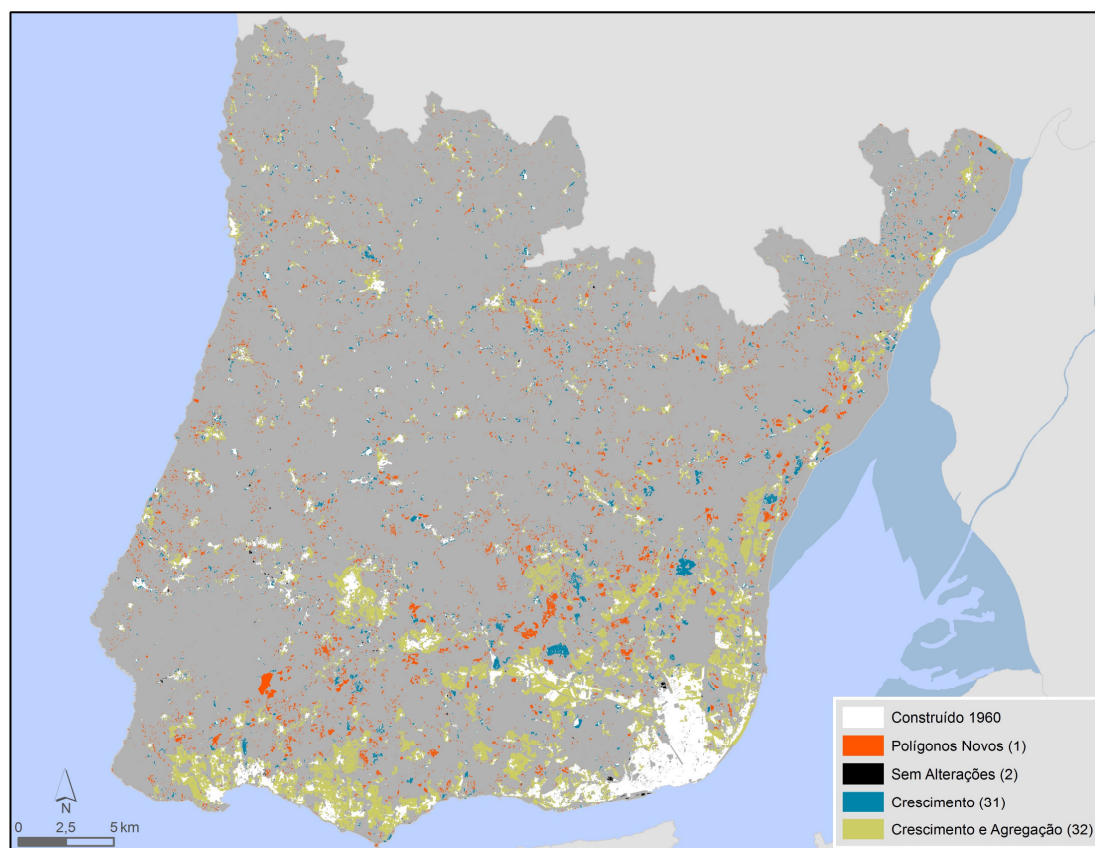 Construído 1960
Polígonos Novos (1)
Sem Alterações (2)
Crescimento (31)
Crescimento e Agregação (32)
N
0 2,5 5 km